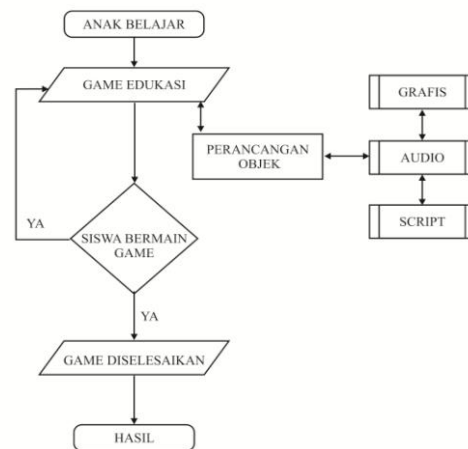 ANAK BELAJAR
GAME EDUKASI
GRAFIS
PERANCANGAN
OBJEK
AUDIO
SCRIPT
YA
SISWA BERMAIN
GAME
YA
GAME DISELESAIKAN
HASIL